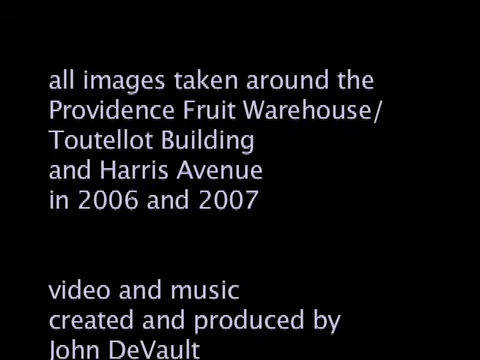 all images taken around the
Providence Fruit Warehouse/
Toutellot Building
and Harris Avenue
in 2006 and 2007
video and music
created and produced by
John DeVault